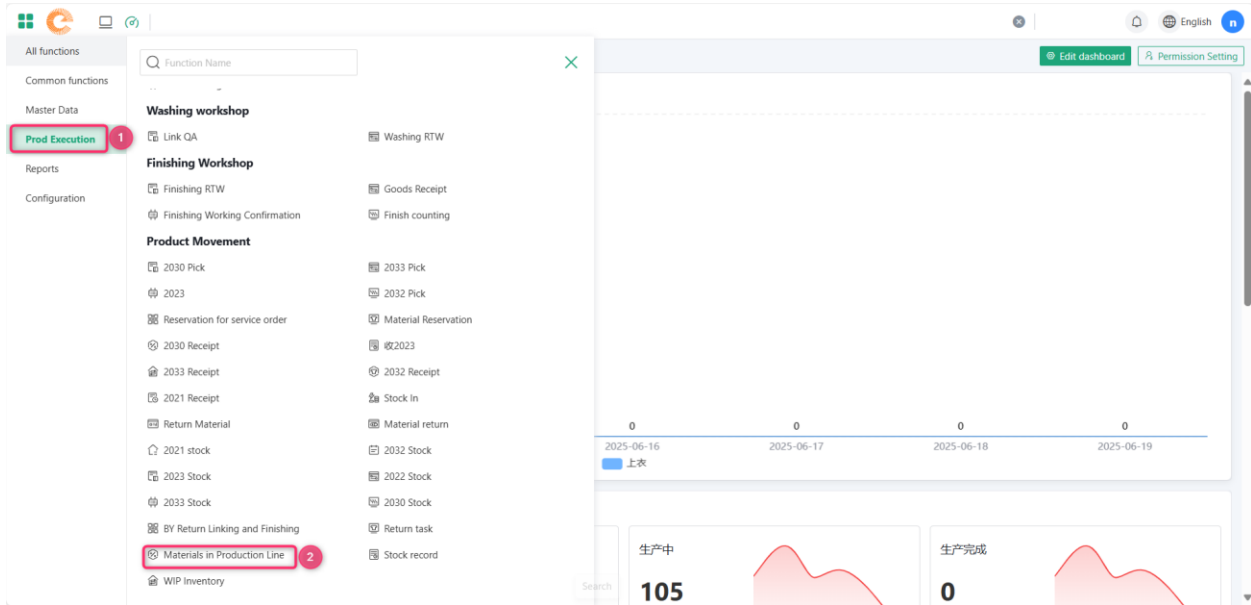 English
n
All functions
Common functions
Master Data
Prod Execution
1
Reports
Configuration
Function Name
Edit dashboard
Permission Setting
Washing workshop
Link QA
Washing RTW
Finishing Workshop
Finishing RTW
Goods Receipt
Finishing Working Confirmation
Finish counting
Product Movement
2030 Pick
2033 Pick
2023
2032 Pick
Reservation for service order
Material Reservation
2030 Receipt
收2023
2033 Receipt
2032 Receipt
2021 Receipt
Stock In
Return Material
Material return
2021 stock
2032 Stock
2023 Stock
2022 Stock
2033 Stock
2030 Stock
BY Return Linking and Finishing
Return task
Materials in Production Line
2
Stock record
WIP Inventory
Search
0
0
0
0
2025-06-16
2025-06-17
2025-06-18
2025-06-19
上衣
生产中
105
生产完成
0